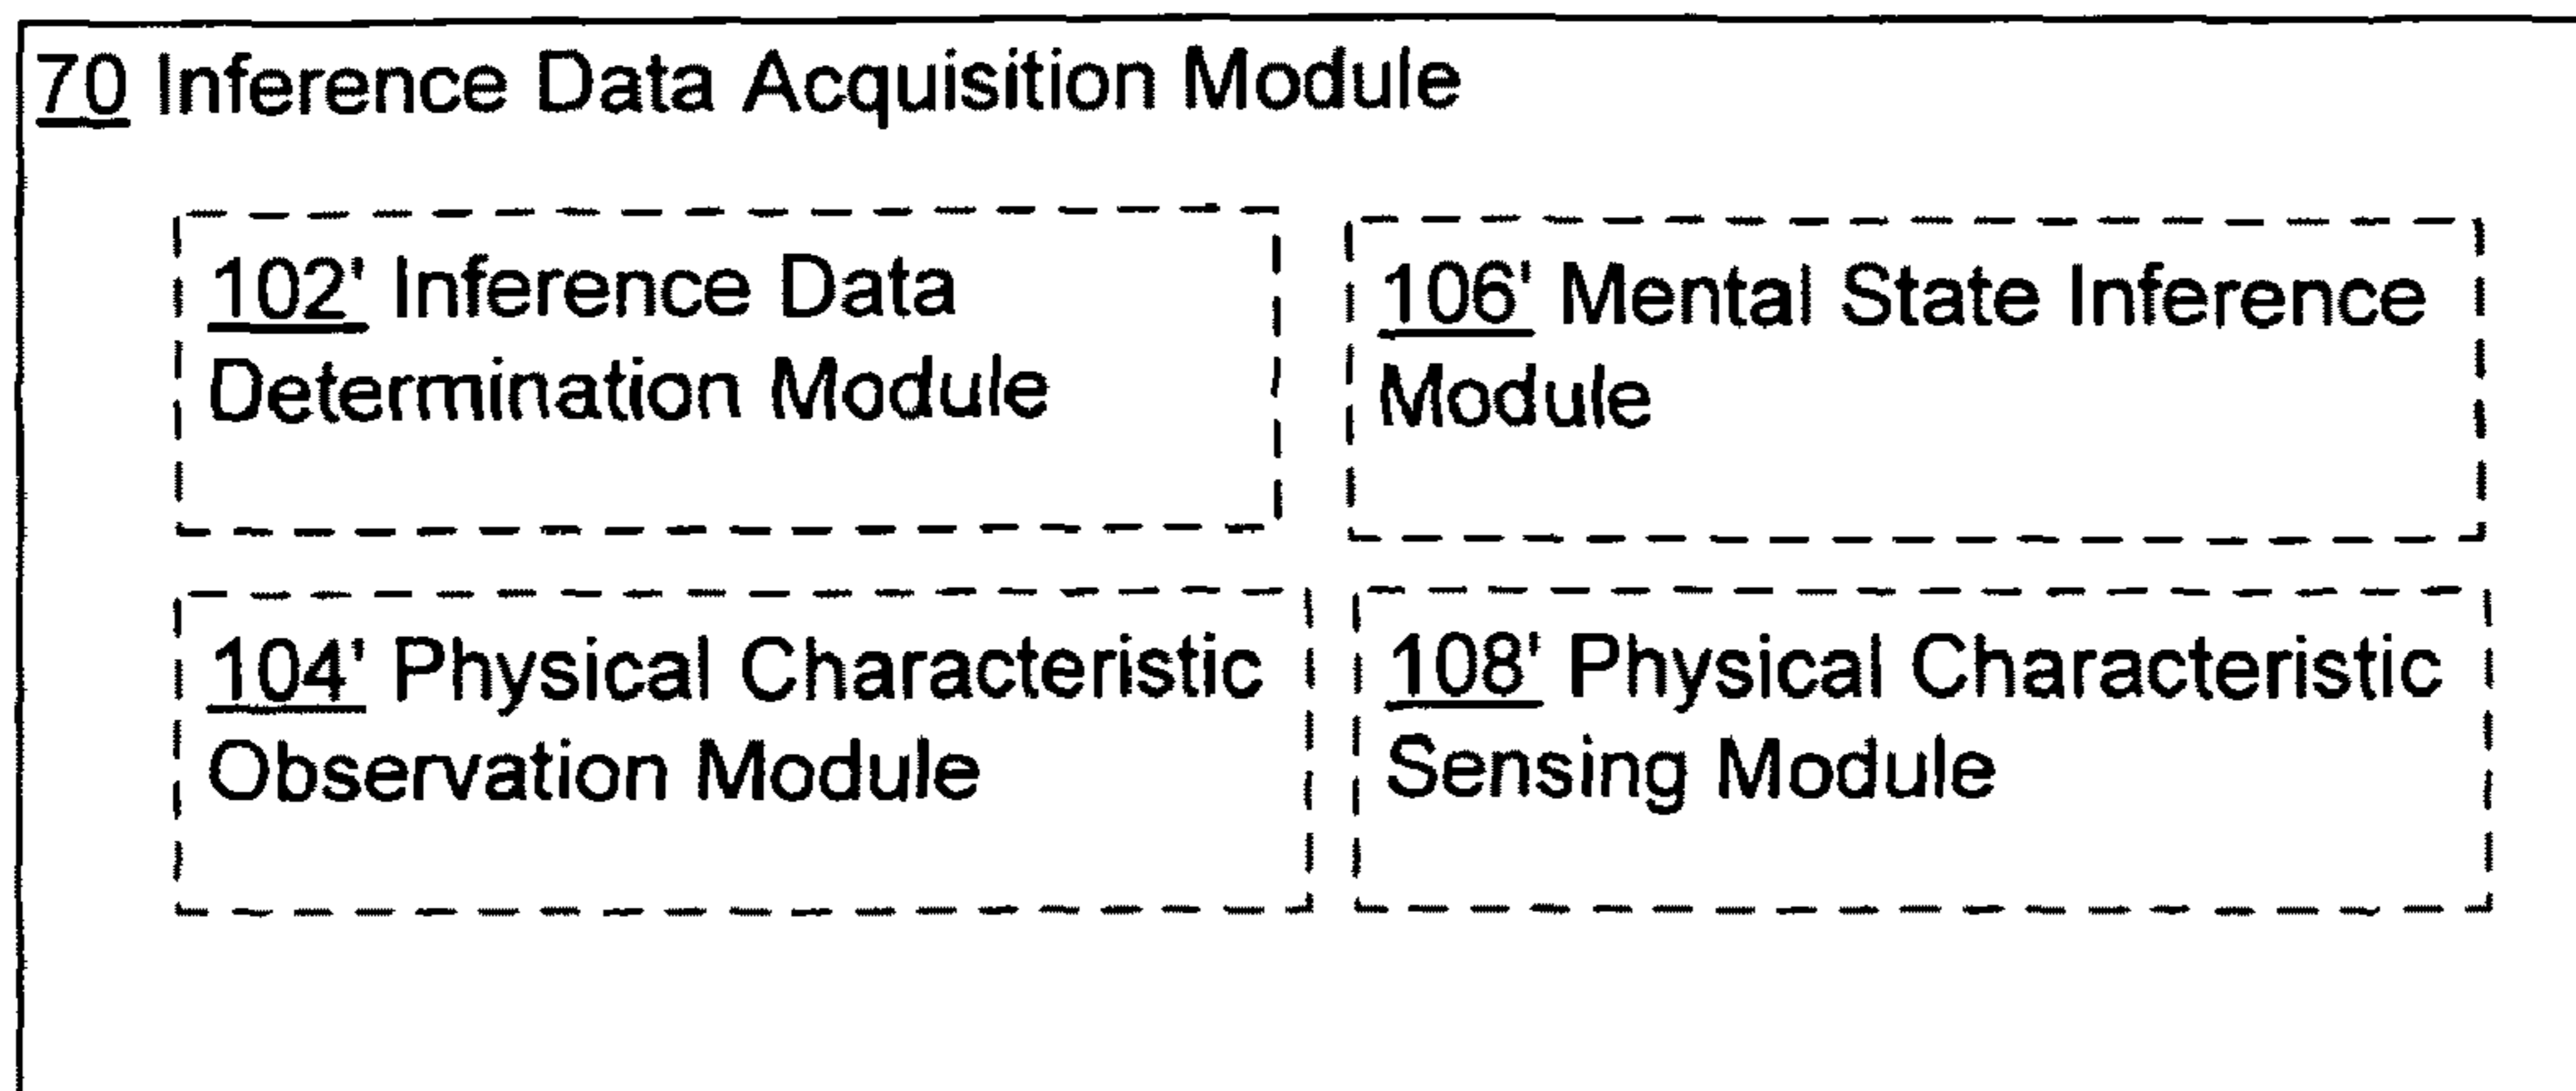 70 Inference Data Acquisition Module
102' Inference Data
Determination Module
106' Mental State Inference
Module
104' Physical Characteristic
Observation Module
108' Physical Characteristic
Sensing Module